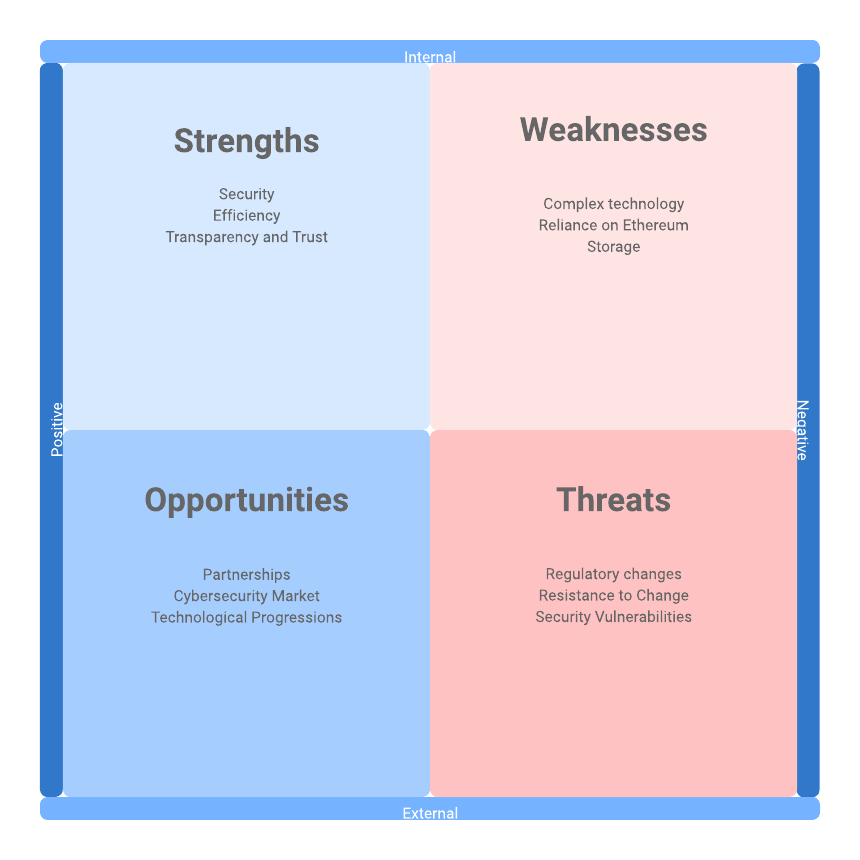 Internal
Strengths
Security
Efficiency
Transparency and Trust
Weaknesses
Complex technology
Reliance on Ethereum
Storage
Positive
Negative
Opportunities
Partnerships
Cybersecurity Market
Technological Progressions
Threats
Regulatory changes
Resistance to Change
Security Vulnerabilities
External